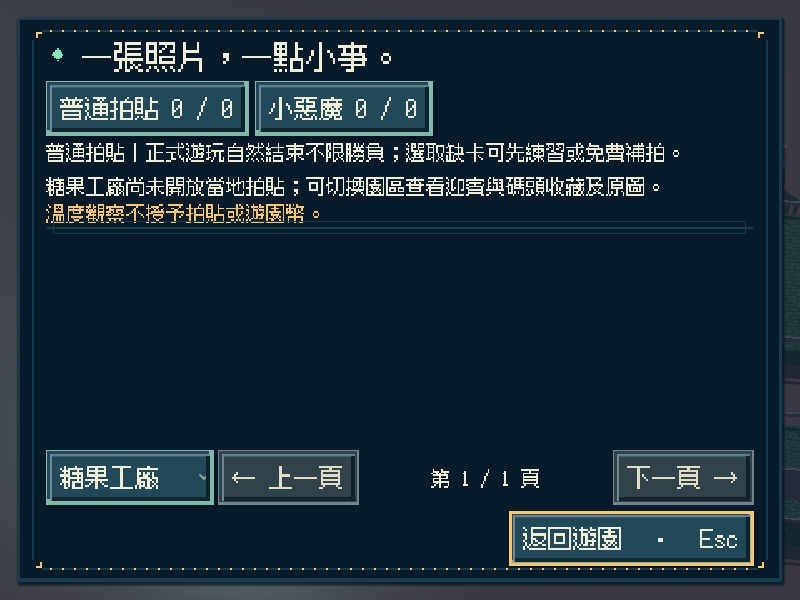 一張照片，一點小事。
普通拍貼 0 / 0 小惡魔 0 / 0
普通拍貼｜正式遊玩自然結束不限勝負；選取缺卡可先練習或免費補拍。
糖果工廠尚未開放當地拍貼；可切換園區查看迎賓與碼頭收藏及原圖。
溫度觀察不授予拍貼或遊園幣。
糖果工廠 ← 上一頁 第 1 / 1 頁 下一頁 →
返回遊園 · Esc